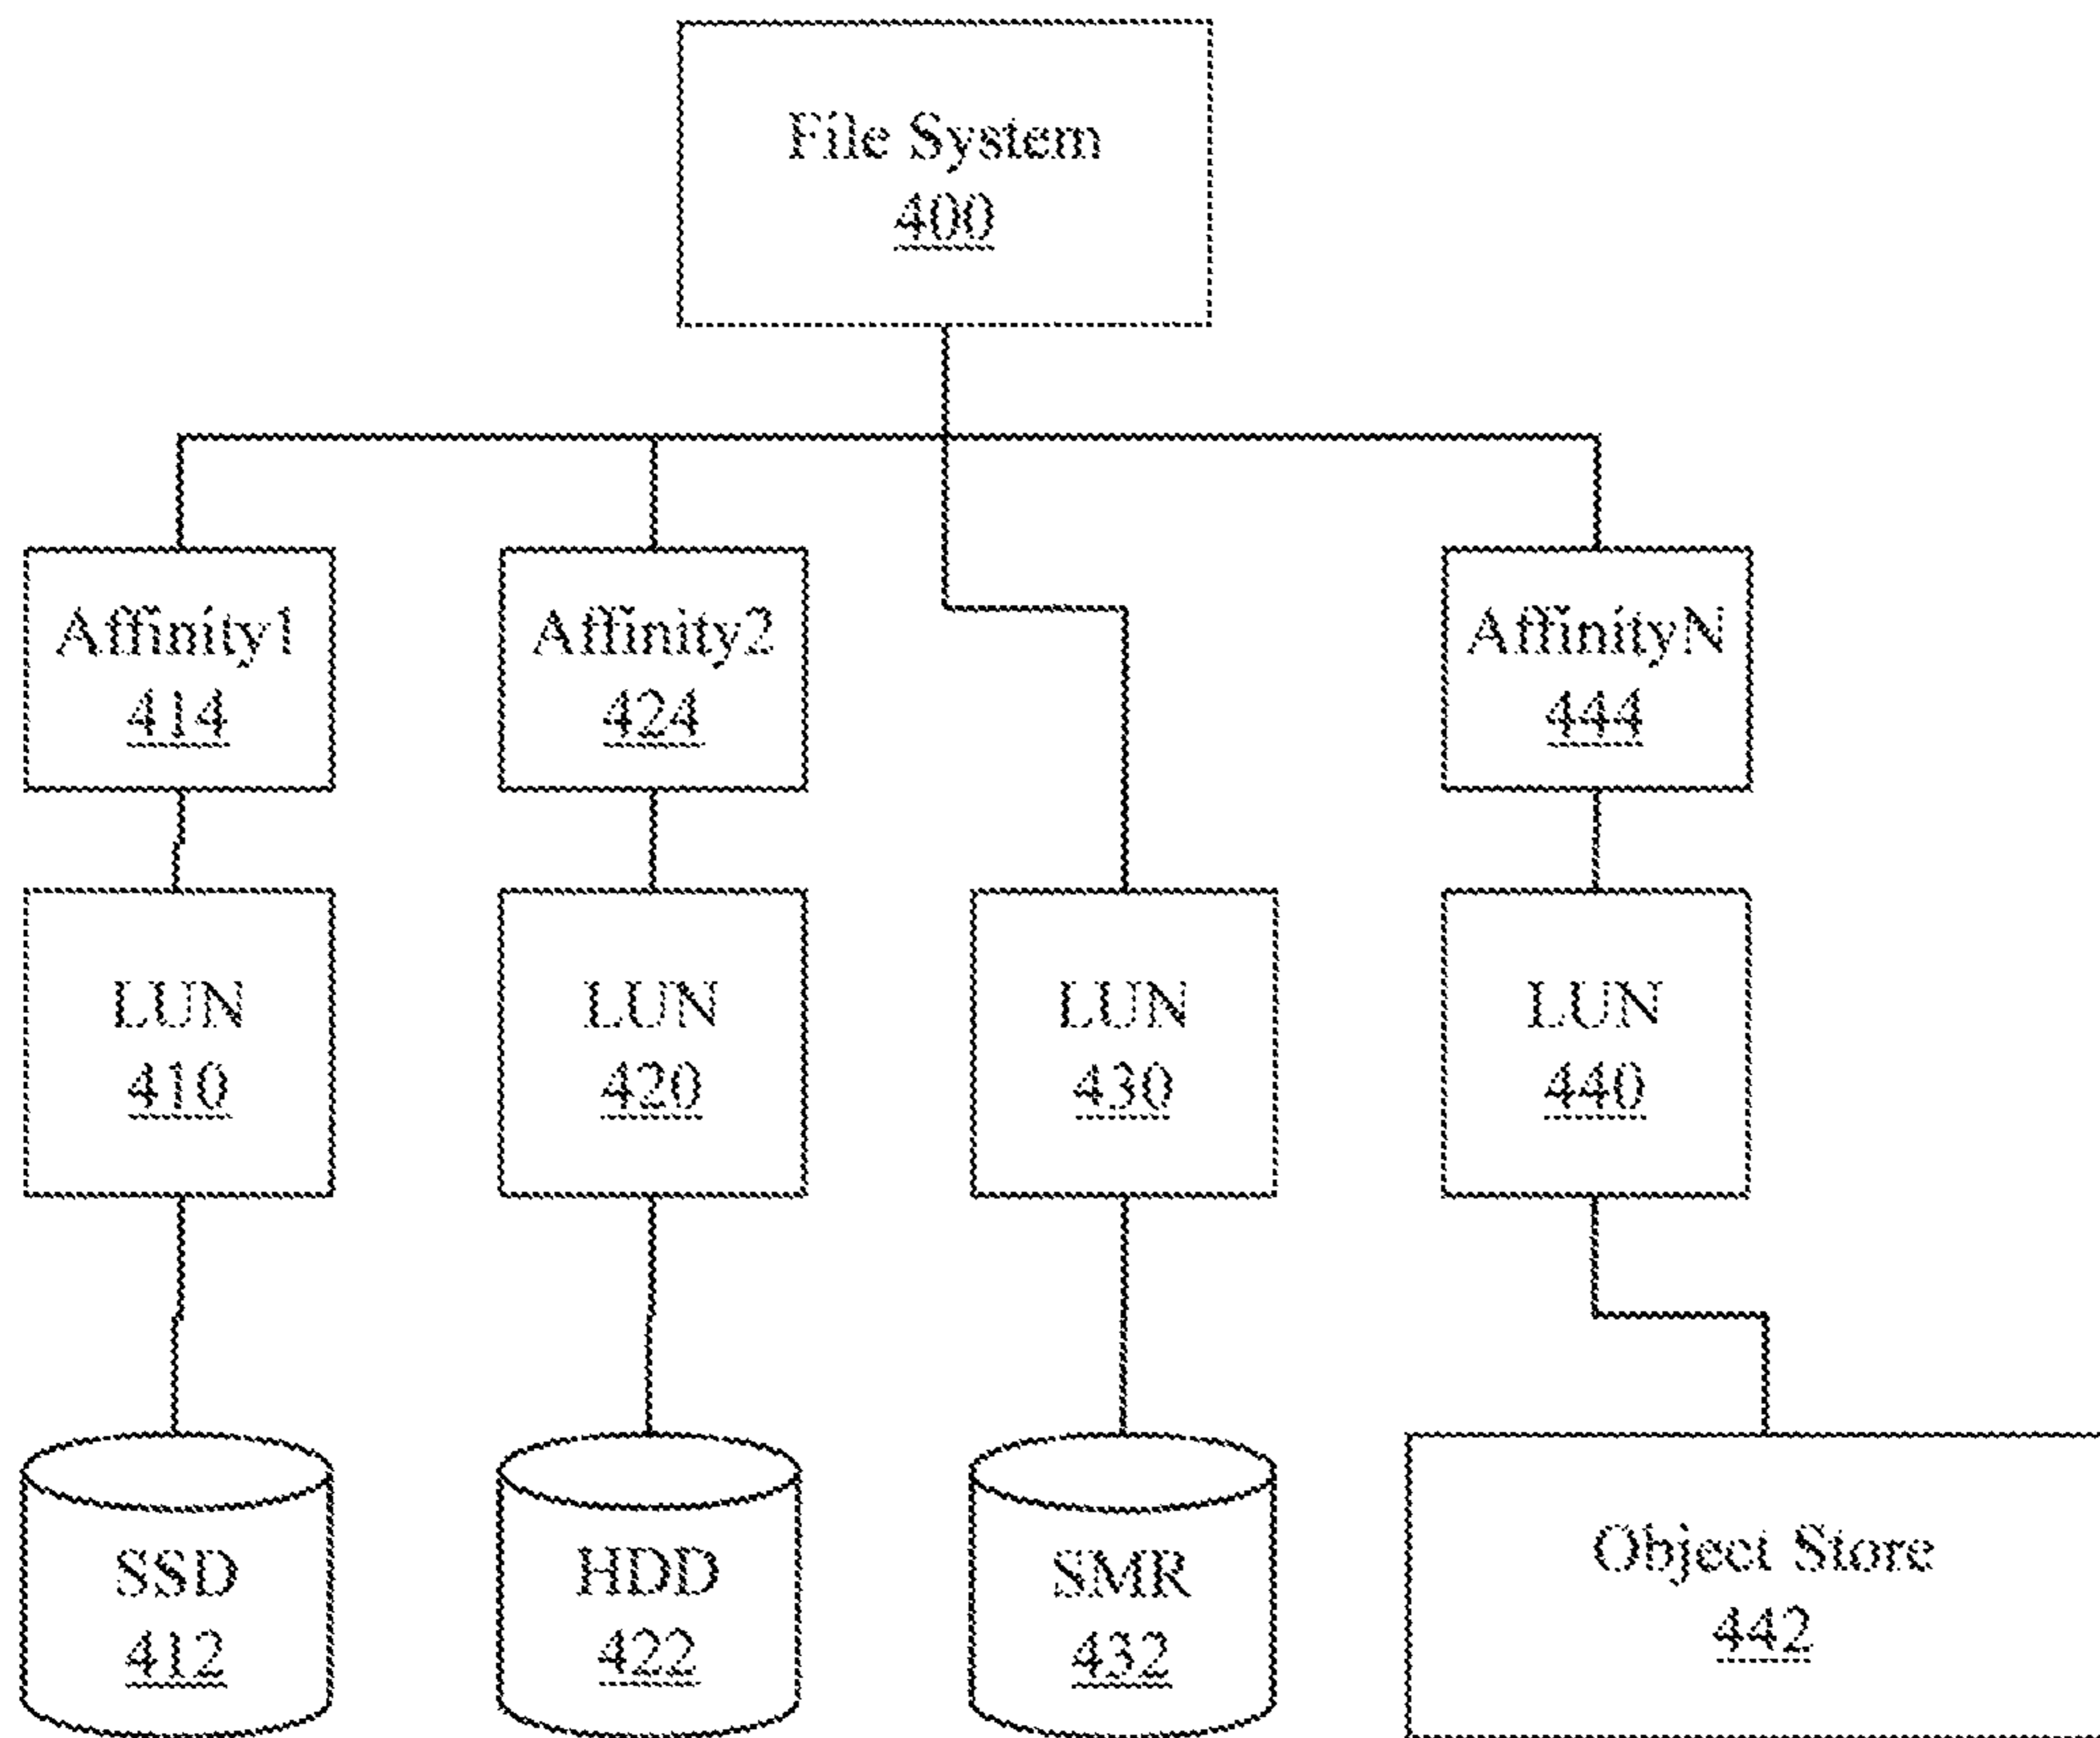 File System
400
Affinity1
414
Affinity2
424
AffinityN
444
LUN
410
LUN
420
LUN
430
LUN
440
SSD
412
HDD
422
SMR
432
Object Store
442